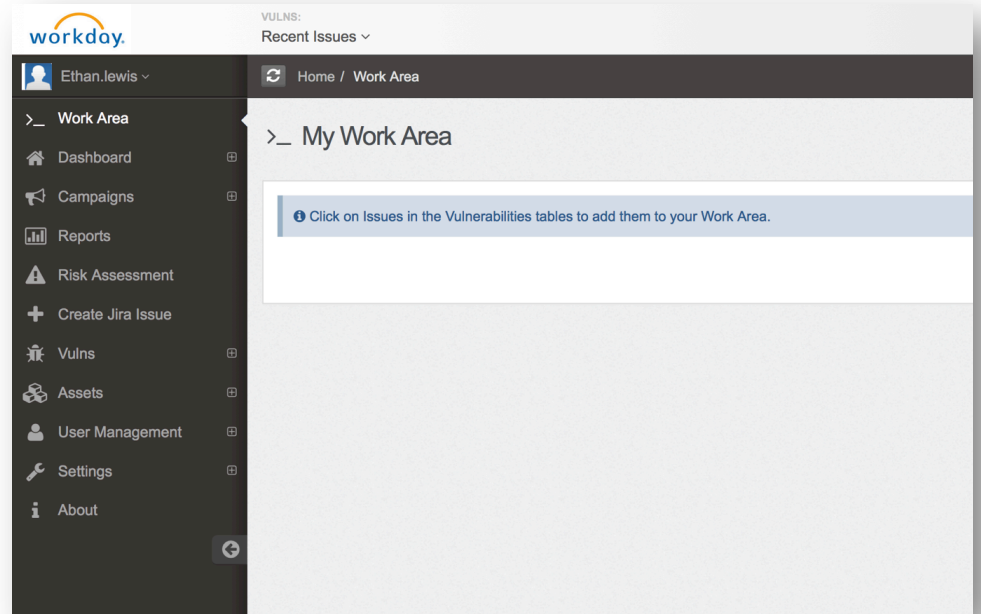 workday.
VULNS:
Recent Issues
Ethan.lewis
Home / Work Area
>_ Work Area
Dashboard
Campaigns
Reports
Risk Assessment
Create Jira Issue
Vulns
Assets
User Management
Settings
About
>_ My Work Area
Click on Issues in the Vulnerabilities tables to add them to your Work Area.